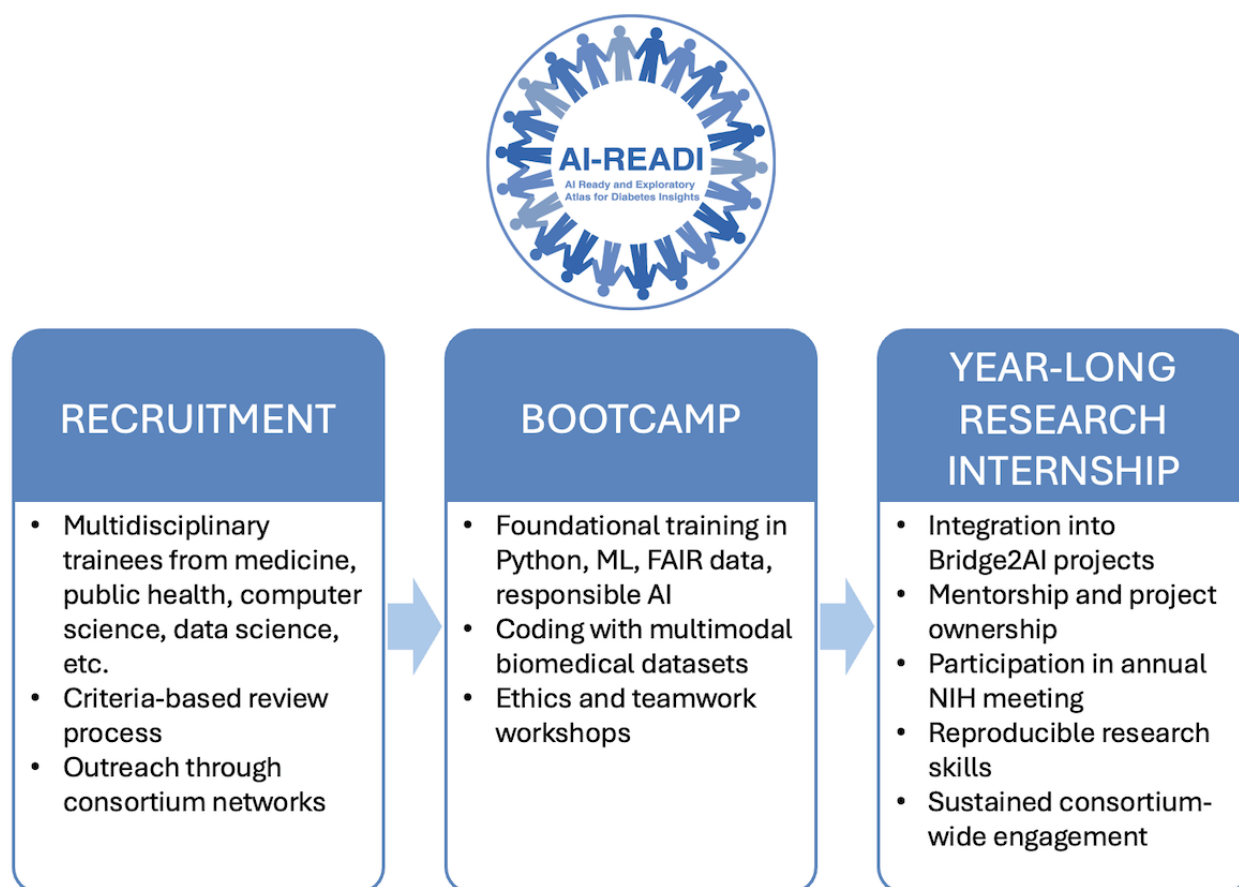 AI-READI
AI Ready and Exploratory
Atlas for Diabetes Insights
RECRUITMENT
• Multidisciplinary
trainees from medicine,
public health, computer
science, data science,
etc.
• Criteria-based review
process
• Outreach through
consortium networks
BOOTCAMP
• Foundational training in
Python, ML, FAIR data,
responsible AI
• Coding with multimodal
biomedical datasets
• Ethics and teamwork
workshops
YEAR-LONG
RESEARCH
INTERNSHIP
• Integration into
Bridge2AI projects
• Mentorship and project
ownership
• Participation in annual
NIH meeting
• Reproducible research
skills
• Sustained consortium-
wide engagement